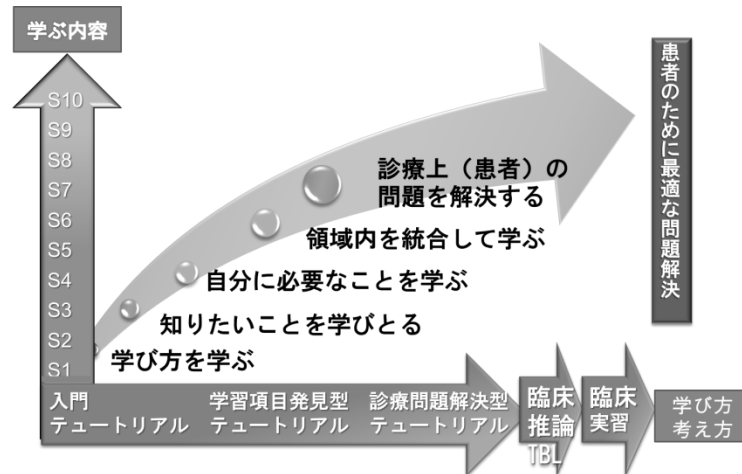 学ぶ内容
S10
S9
S8
S7
S6
S5
S4
S3
S2
S1
診療上（患者）の
問題を解決する
領域内を統合して学ぶ
自分に必要なことを学ぶ
知りたいことを学びとる
学び方を学ぶ
患者のために最適な問題解決
入門
テュートリアル
学習項目発見型
テュートリアル
診療問題解決型
テュートリアル
臨床
推論
TBL
臨床
実習
学び方
考え方